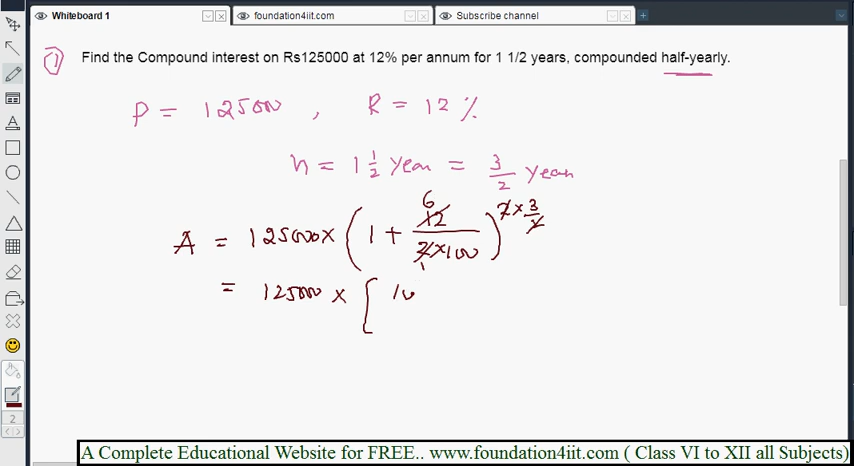 Whiteboard 1 foundation4iit.com Subscribe channel
① Find the Compound interest on Rs125000 at 12% per annum for 1 1/2 years, compounded half-yearly.
P = 125000 , R = 12 %
n = 1 1/2 year = 3/2 year
6
A = 125000 × ( 1 + 12 / 2 × 100 ) 2 × 3/2
1
= 125000 × [ 10
2
A Complete Educational Website for FREE.. www.foundation4iit.com ( Class VI to XII all Subjects)